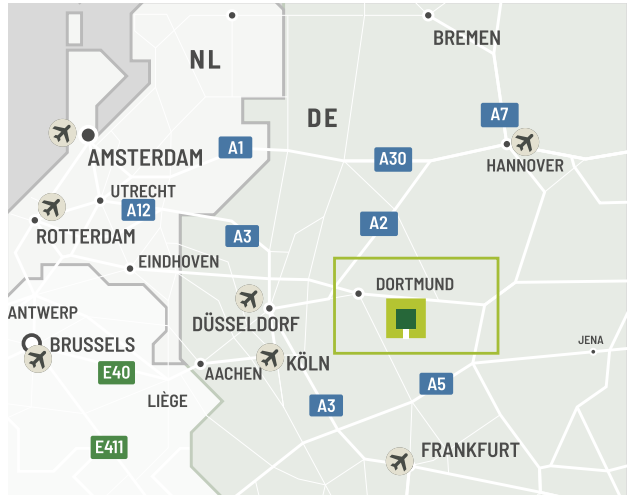 BREMEN
NL
DE
A7
AMSTERDAM
A1
A30
HANNOVER
UTRECHT
A12
A2
ROTTERDAM
A3
EINDHOVEN
DORTMUND
ANTWERP
DÜSSELDORF
BRUSSELS
JENA
KÖLN
E40
AACHEN
A5
LIÈGE
A3
E411
FRANKFURT